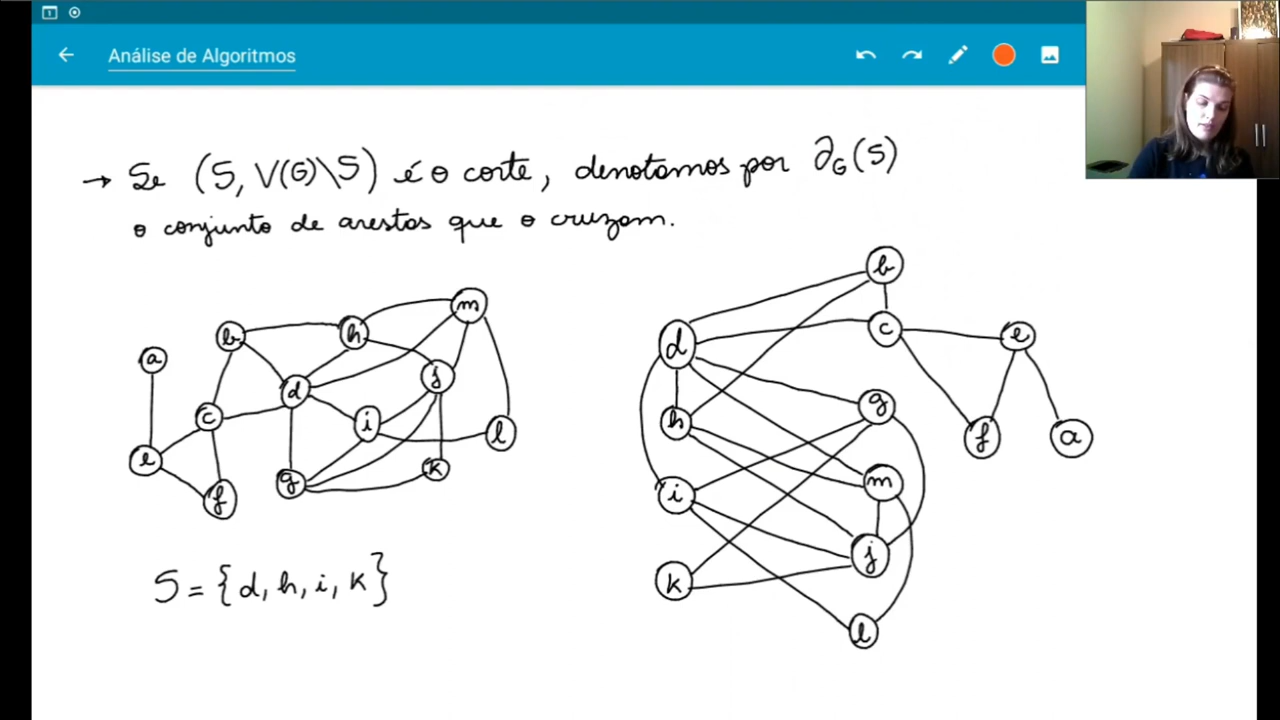 Análise de Algoritmos
→ Se (S, V(G)\S) é o corte, denotamos por ∂G(S)
o conjunto de arestas que o cruzam.
a b h m
c d i j l
e f g k
S = {d, h, i, k}
b
d c e
h g f a
i m
k j
l